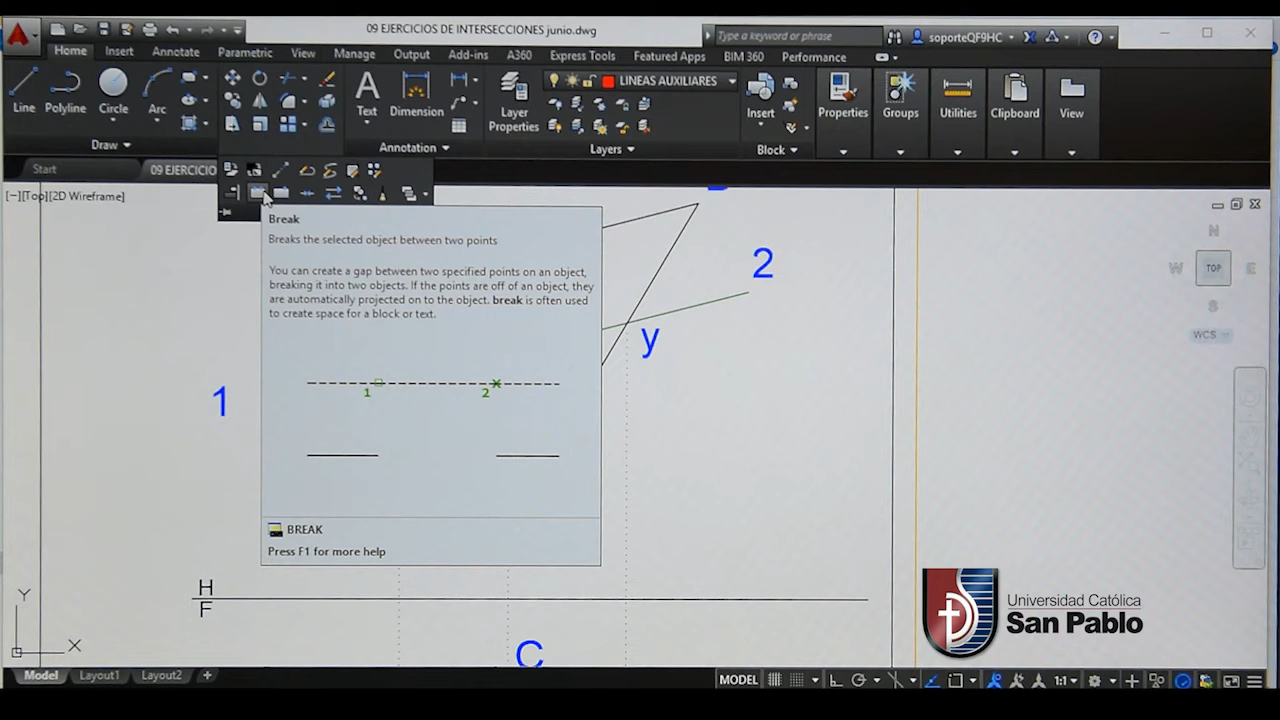 09 EJERCICIOS DE INTERSECCIONES junio.dwg
Type a keyword or phrase
soporteQF9HC
Home Insert Annotate Parametric View Manage Output Add-ins A360 Express Tools Featured Apps BIM 360 Performance
LINEAS AUXILIARES
Line Polyline Circle Arc
Text Dimension
Layer Properties
Insert
Properties Groups Utilities Clipboard View
Draw Annotation Layers Block
Start 09 EJERCICIO
[−][Top][2D Wireframe]
Break
Breaks the selected object between two points
You can create a gap between two specified points on an object,
breaking it into two objects. If the points are off of an object, they
are automatically projected on to the object. break is often used
to create space for a block or text.
1 2
BREAK
Press F1 for more help
2
y
1
H
F
C
N
W TOP E
S
WCS
Y
X
Universidad Católica
San Pablo
Model Layout1 Layout2 +
MODEL 1:1